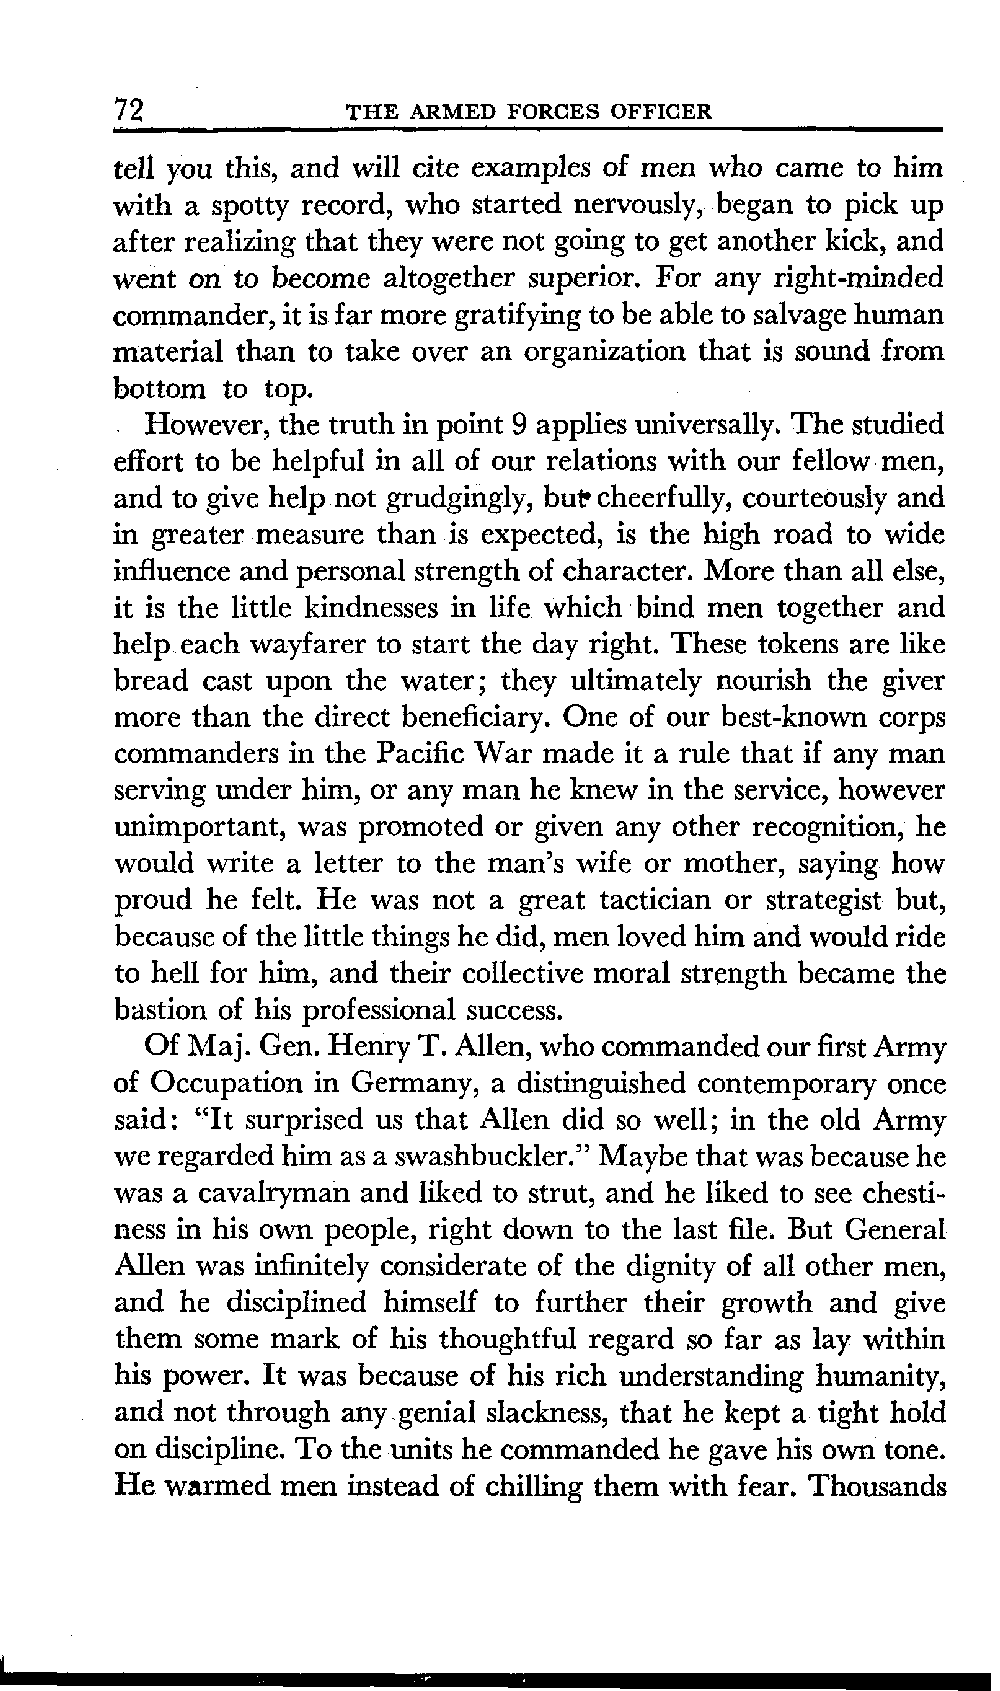 72 THE ARMED FORCES OFFICER
tell you this, and will cite examples of men who came to him
with a spotty record, who started nervously, began to pick up
after realizing that they were not going to get another kick, and
went on to become altogether superior. For any right-minded
commander, it is far more gratifying to be able to salvage human
material than to take over an organization that is sound from
bottom to top.
However, the truth in point 9 applies universally. The studied
effort to be helpful in all of our relations with our fellow men,
and to give help not grudgingly, but cheerfully, courteously and
in greater measure than is expected, is the high road to wide
influence and personal strength of character. More than all else,
it is the little kindnesses in life which bind men together and
help each wayfarer to start the day right. These tokens are like
bread cast upon the water; they ultimately nourish the giver
more than the direct beneficiary. One of our best-known corps
commanders in the Pacific War made it a rule that if any man
serving under him, or any man he knew in the service, however
unimportant, was promoted or given any other recognition, he
would write a letter to the man's wife or mother, saying how
proud he felt. He was not a great tactician or strategist but,
because of the little things he did, men loved him and would ride
to hell for him, and their collective moral strength became the
bastion of his professional success.
Of Maj. Gen. Henry T. Allen, who commanded our first Army
of Occupation in Germany, a distinguished contemporary once
said: "It surprised us that Allen did so well; in the old Army
we regarded him as a swashbuckler." Maybe that was because he
was a cavalryman and liked to strut, and he liked to see chesti-
ness in his own people, right down to the last file. But General
Allen was infinitely considerate of the dignity of all other men,
and he disciplined himself to further their growth and give
them some mark of his thoughtful regard so far as lay within
his power. It was because of his rich understanding humanity,
and not through any genial slackness, that he kept a tight hold
on discipline. To the units he commanded he gave his own tone.
He warmed men instead of chilling them with fear. Thousands